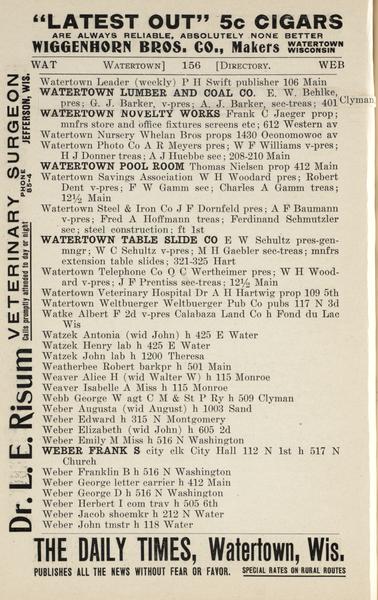 "LATEST OUT" 5c CIGARS
ARE ALWAYS RELIABLE, ABSOLUTELY NONE BETTER
WIGGENHORN BROS. CO., Makers WATERTOWN WISCONSIN
WAT WATERTOWN] 156 [DIRECTORY. WEB
Watertown Leader (weekly) P H Swift publisher 106 Main
WATERTOWN LUMBER AND COAL CO. E. W. Behlke,
pres; G. J. Barker, v-pres; A. J. Barker, sec-treas; 401 Clyman
WATERTOWN NOVELTY WORKS Frank C Jaeger prop;
mnfrs store and office fixtures screens etc; 612 Western av
Watertown Nursery Whelan Bros props 1430 Oconomowoc av
Watertown Photo Co A R Meyers pres; W F Williams v-pres;
H J Donner treas; A J Huebbe sec; 208-210 Main
WATERTOWN POOL ROOM Thomas Nielsen prop 412 Main
Watertown Savings Association W H Woodard pres; Robert
Dent v-pres; F W Gamm sec; Charles A Gamm treas;
12½ Main
Watertown Steel & Iron Co J F Dornfeld pres; A F Baumann
v-pres; Fred A Hoffmann treas; Ferdinand Schmutzler
sec; steel construction; ft 1st
WATERTOWN TABLE SLIDE CO E W Schultz pres-gen-
mngr; W C Schultz v-pres; M H Gaebler sec-treas; mnfrs
extension table slides; 321-325 Hart
Watertown Telephone Co O C Wertheimer pres; W H Wood-
ard v-pres; J F Prentiss sec-treas; 12½ Main
Watertown Veterinary Hospital Dr A H Hartwig prop 109 5th
Watertown Weltbuerger Weltbuerger Pub Co pubs 117 N 3d
Watke Albert F 2d v-pres Calabaza Land Co h Fond du Lac
Wis
Watzek Antonia (wid John) h 425 E Water
Watzek Henry lab h 425 E Water
Watzek John lab h 1200 Theresa
Weatherbee Robert barkpr h 501 Main
Weaver Alice H (wid Walter W) h 115 Monroe
Weaver Isabelle A Miss h 115 Monroe
Webb George W agt C M & St P Ry h 509 Clyman
Weber Augusta (wid August) h 1003 Sand
Weber Edward h 315 N Montgomery
Weber Elizabeth (wid John) h 605 2d
Weber Emily M Miss h 516 N Washington
WEBER FRANK S city elk City Hall 112 N 1st h 517 N
Church
Weber Franklin B h 516 N Washington
Weber George letter carrier h 412 Main
Weber George D h 516 N Washington
Weber Herbert I com trav h 505 6th
Weber Jacob shoemkr h 212 N Water
Weber John tmstr h 118 Water
Dr. L. E. Risum VETERINARY SURGEON
Calls promptly attended to day or night PHONE 85-4 JEFFERSON, WIS.
THE DAILY TIMES, Watertown, Wis.
PUBLISHES ALL THE NEWS WITHOUT FEAR OR FAVOR. SPECIAL RATES ON RURAL ROUTES